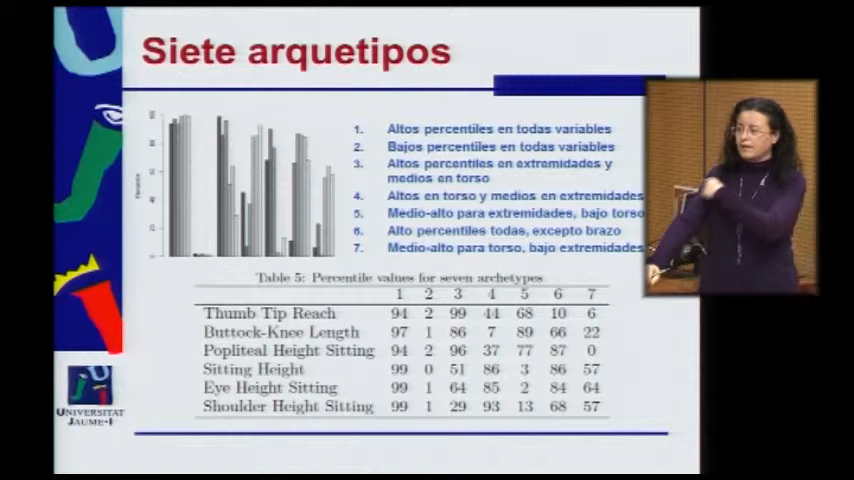 Siete arquetipos
1. Altos percentiles en todas variables
2. Bajos percentiles en todas variables
3. Altos percentiles en extremidades y
medios en torso
4. Altos en torso y medios en extremidades
5. Medio-alto para extremidades, bajo torso
6. Alto percentiles todas, excepto brazo
7. Medio-alto para torso, bajo extremidades
Table 5: Percentile values for seven archetypes
1 2 3 4 5 6 7
Thumb Tip Reach 94 2 99 44 68 10 6
Buttock-Knee Length 97 1 86 7 89 66 22
Popliteal Height Sitting 94 2 96 37 77 87 0
Sitting Height 99 0 51 86 3 86 57
Eye Height Sitting 99 1 64 85 2 84 64
Shoulder Height Sitting 99 1 29 93 13 68 57
UNIVERSITAT
JAUME·I